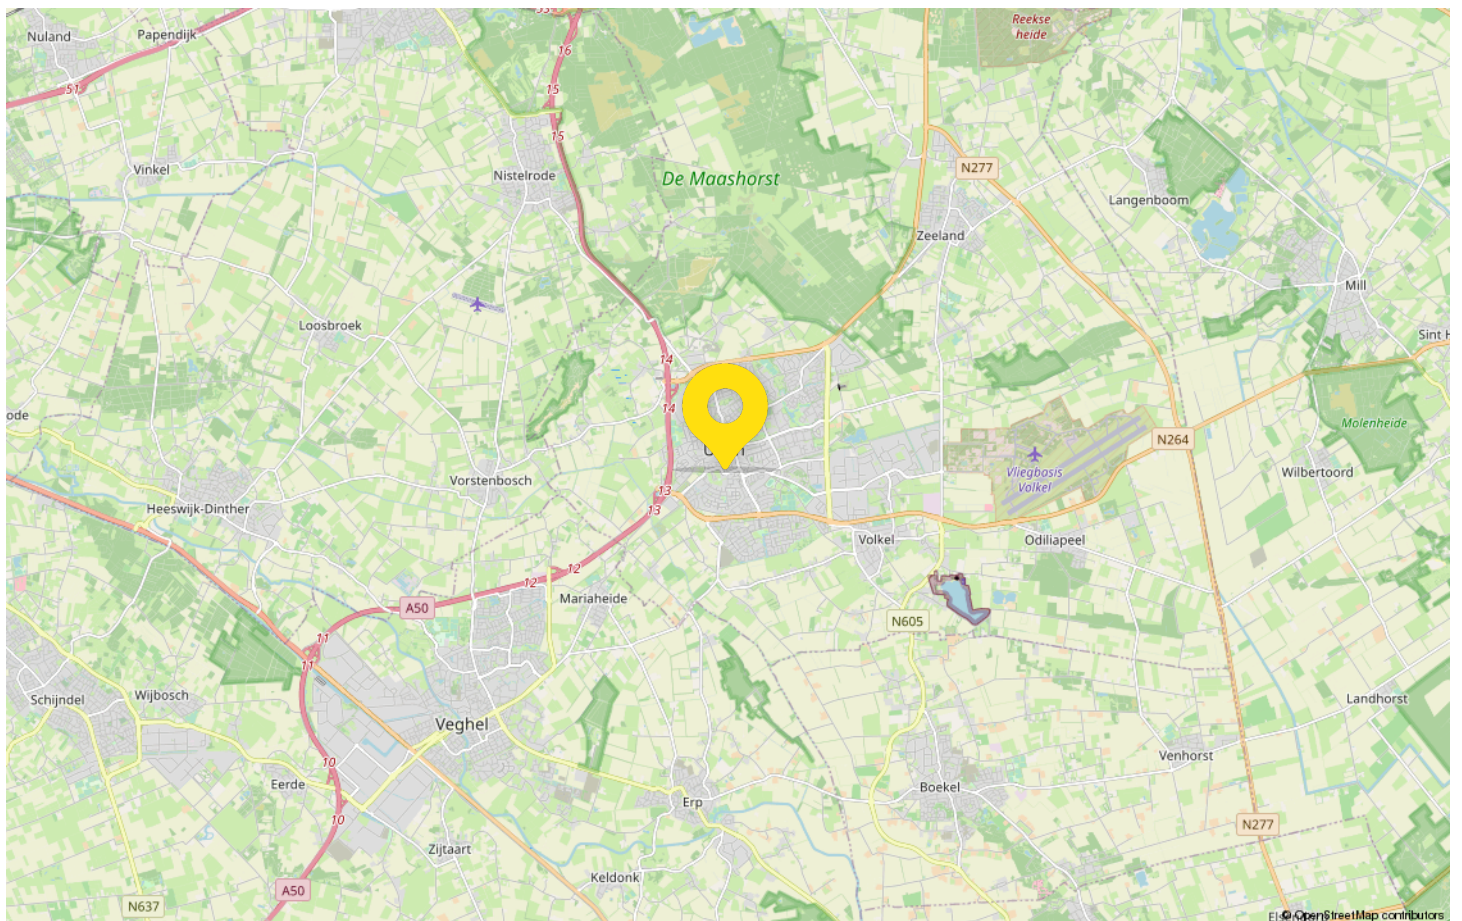 Reekse
heide
Nuland
Papendijk
16
51
15
15
Vinkel
Nistelrode
De Maashorst
N277
Langenboom
Zeeland
Mill
Loosbroek
Sint H
14
14
ode
Molenheide
N264
Vliegbasis
Volkel
Wilbertoord
Vorstenbosch
13
13
Heeswijk-Dinther
Volkel
Odiliapeel
12
12
Mariaheide
A50
N605
11
11
Schijndel
Wijbosch
Landhorst
Veghel
Venhorst
10
Eerde
Boekel
Erp
10
N277
Zijtaart
Keldonk
A50
N637
© OpenStreetMap contributors